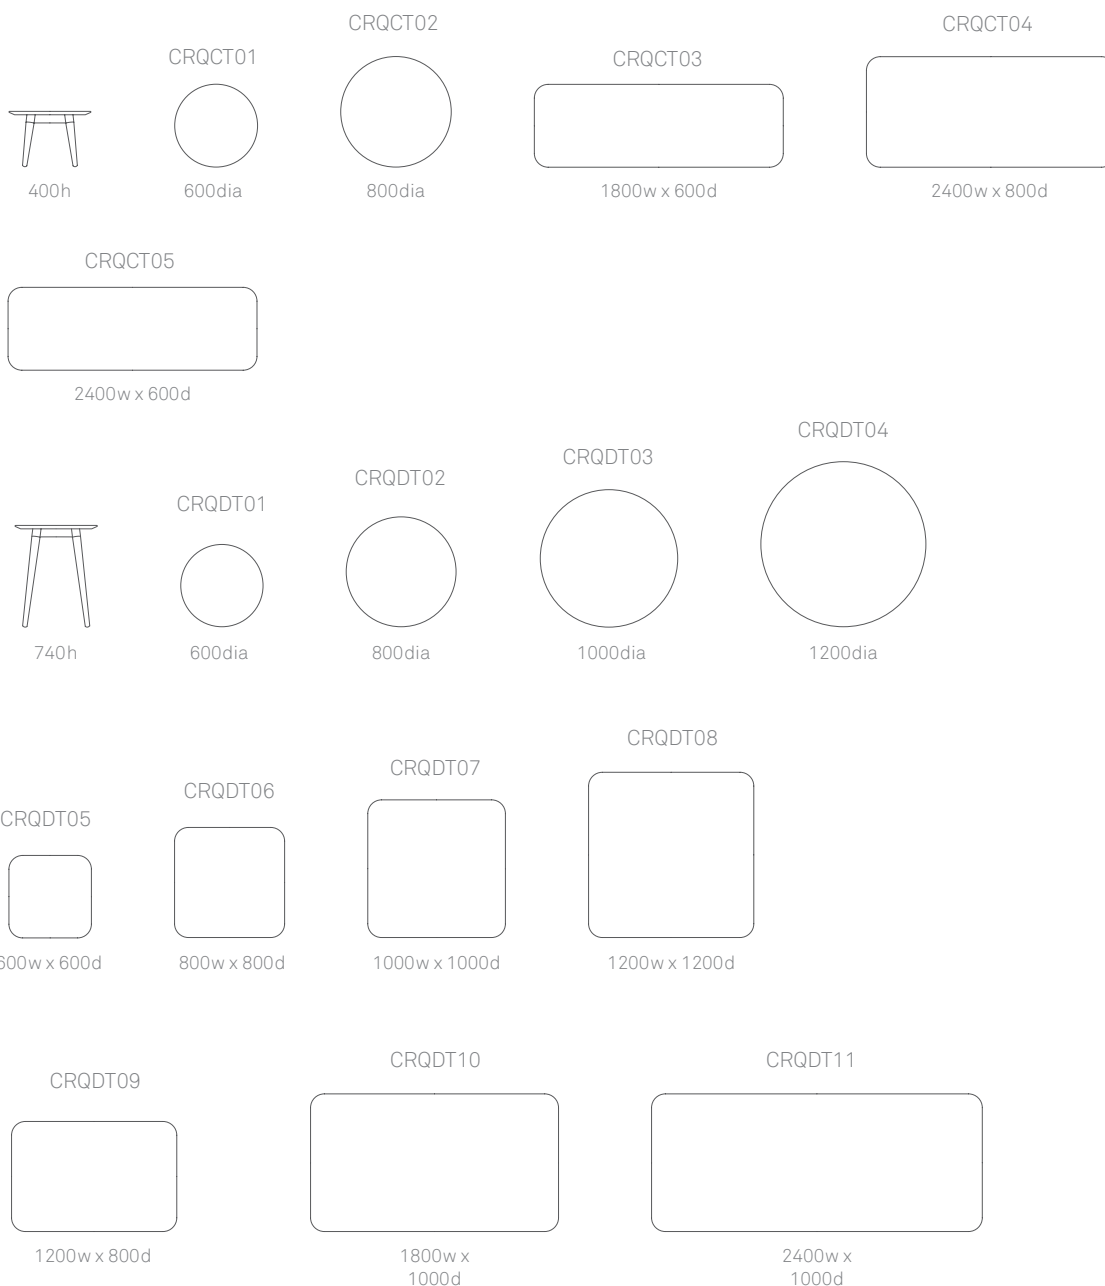 CRQCT01
CRQCT02
CRQCT03
CRQCT04
400h
600dia
800dia
1800w x 600d
2400w x 800d
CRQCT05
2400w x 600d
CRQDT01
CRQDT02
CRQDT03
CRQDT04
740h
600dia
800dia
1000dia
1200dia
CRQDT05
CRQDT06
CRQDT07
CRQDT08
600w x 600d
800w x 800d
1000w x 1000d
1200w x 1200d
CRQDT09
CRQDT10
CRQDT11
1200w x 800d
1800w x
1000d
2400w x
1000d